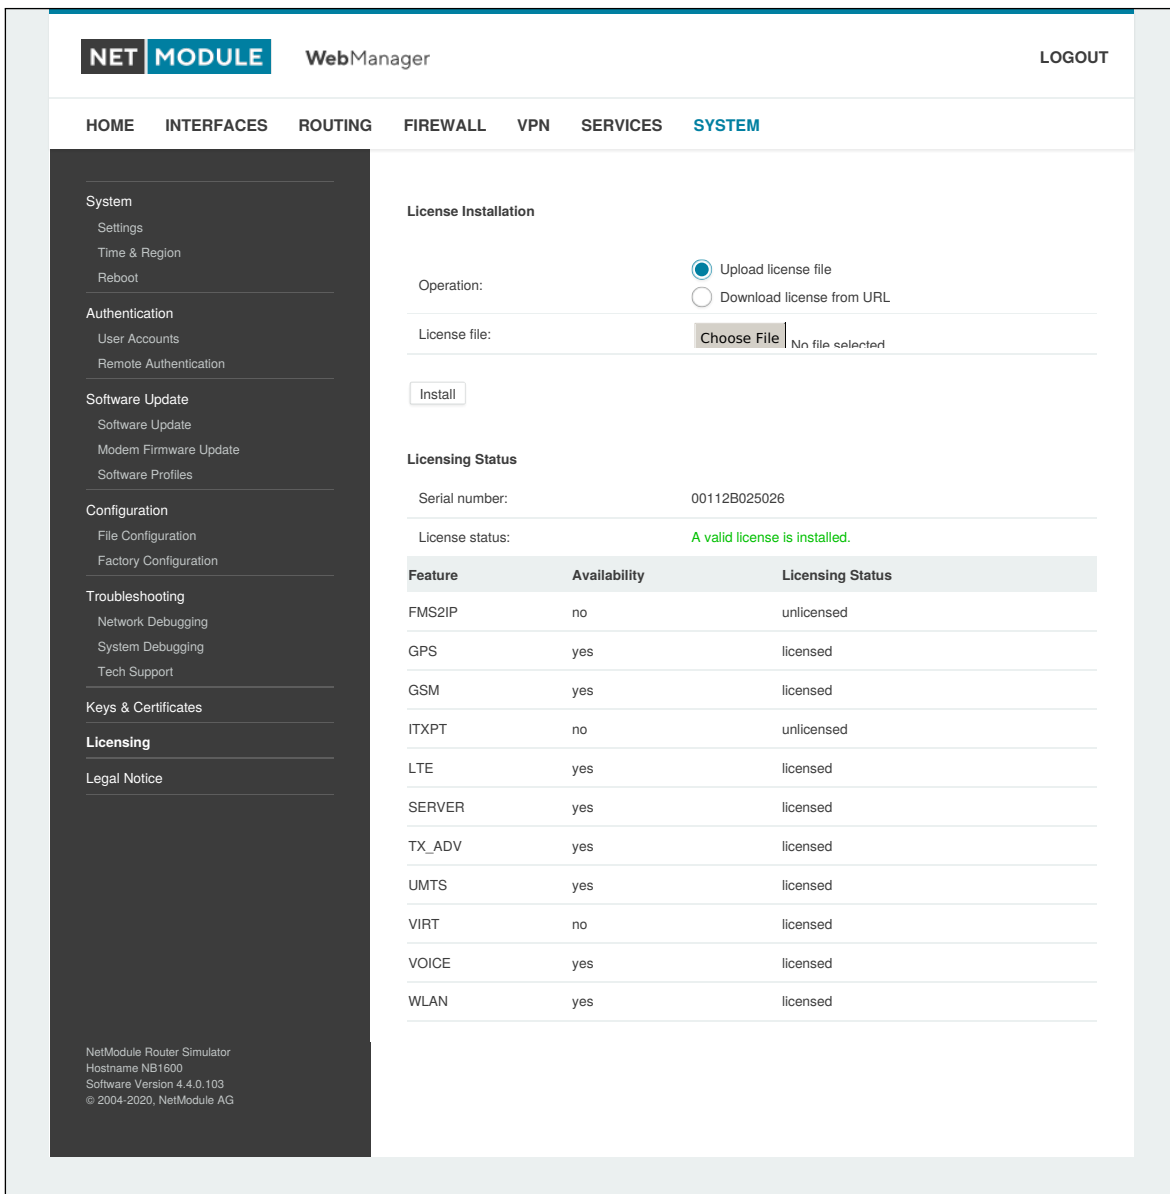 NET MODULE WebManager LOGOUT
HOME INTERFACES ROUTING FIREWALL VPN SERVICES SYSTEM
System
Settings
Time & Region
Reboot
Authentication
User Accounts
Remote Authentication
Software Update
Software Update
Modem Firmware Update
Software Profiles
Configuration
File Configuration
Factory Configuration
Troubleshooting
Network Debugging
System Debugging
Tech Support
Keys & Certificates
Licensing
Legal Notice
NetModule Router Simulator
Hostname NB1600
Software Version 4.4.0.103
© 2004-2020, NetModule AG
License Installation
Operation:
Upload license file
Download license from URL
License file: Choose File No file selected
Install
Licensing Status
Serial number: 00112B025026
License status: A valid license is installed.
Feature Availability Licensing Status
FMS2IP no unlicensed
GPS yes licensed
GSM yes licensed
ITXPT no unlicensed
LTE yes licensed
SERVER yes licensed
TX_ADV yes licensed
UMTS yes licensed
VIRT no licensed
VOICE yes licensed
WLAN yes licensed